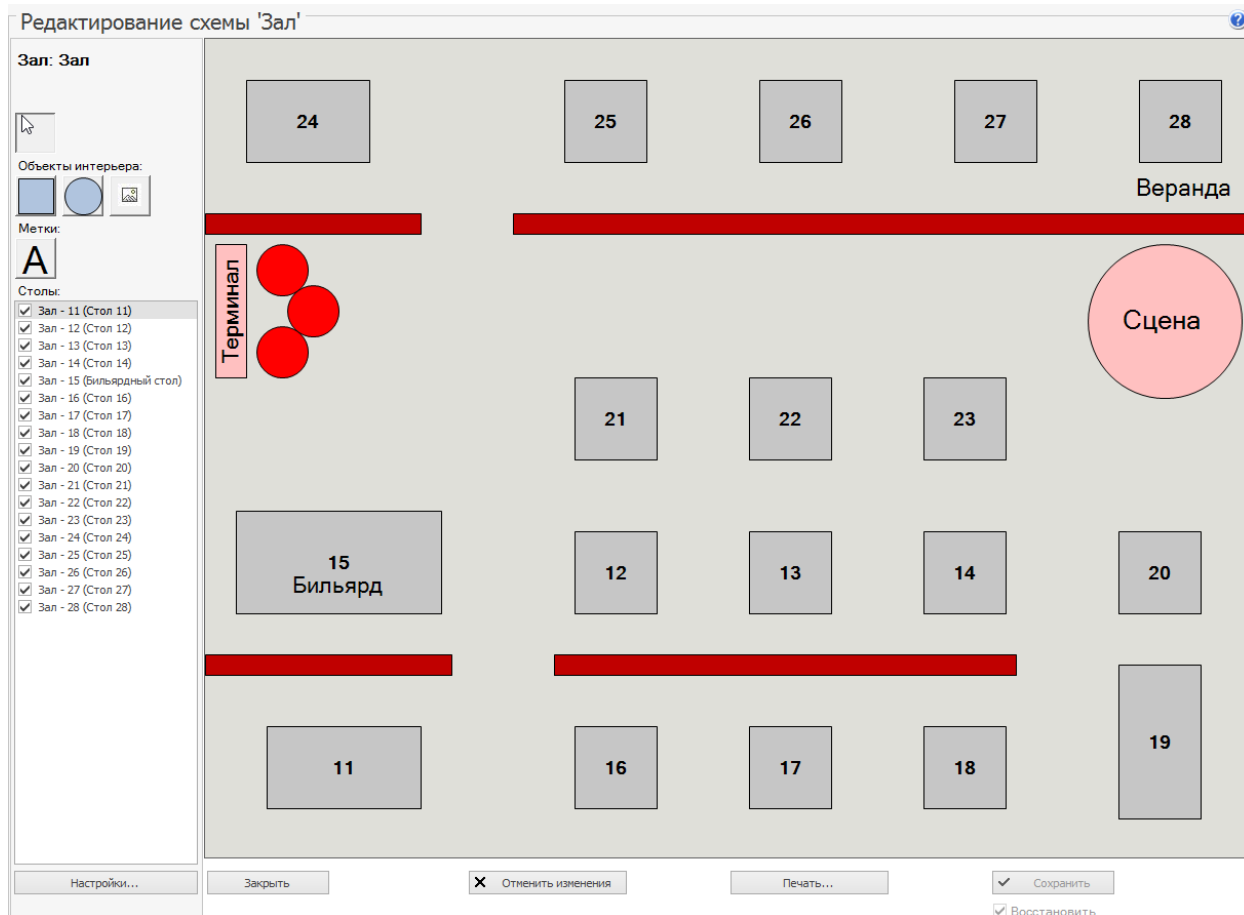 Редактирование схемы 'Зал'
Зал: Зал
Объекты интерьера:
Метки:
A
Столы:
Зал - 11 (Стол 11)
Зал - 12 (Стол 12)
Зал - 13 (Стол 13)
Зал - 14 (Стол 14)
Зал - 15 (Бильярдный стол)
Зал - 16 (Стол 16)
Зал - 17 (Стол 17)
Зал - 18 (Стол 18)
Зал - 19 (Стол 19)
Зал - 20 (Стол 20)
Зал - 21 (Стол 21)
Зал - 22 (Стол 22)
Зал - 23 (Стол 23)
Зал - 24 (Стол 24)
Зал - 25 (Стол 25)
Зал - 26 (Стол 26)
Зал - 27 (Стол 27)
Зал - 28 (Стол 28)
24 25 26 27 28
Веранда
Терминал
Сцена
21 22 23
15
Бильярд
12 13 14 20
11 16 17 18 19
Настройки... Закрыть Отменить изменения Печать... Сохранить
Восстановить